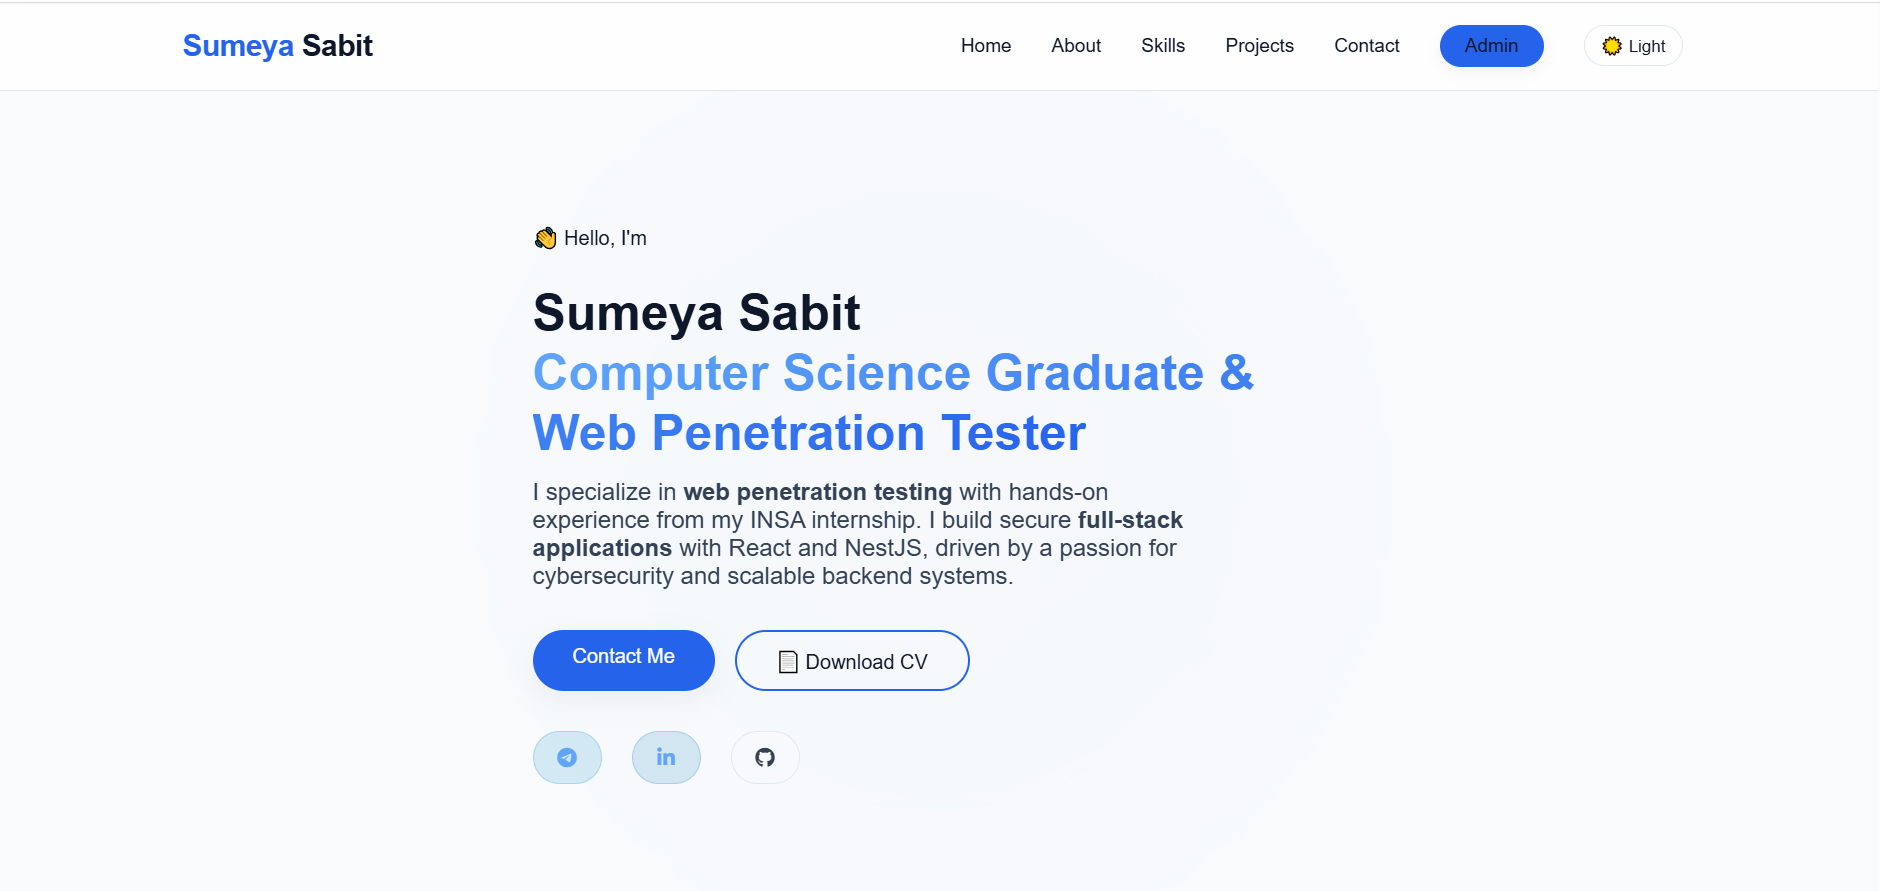 Sumeya Sabit
Home About Skills Projects Contact Admin Light
Hello, I'm
Sumeya Sabit
Computer Science Graduate &
Web Penetration Tester
I specialize in web penetration testing with hands-on
experience from my INSA internship. I build secure full-stack
applications with React and NestJS, driven by a passion for
cybersecurity and scalable backend systems.
Contact Me
Download CV
in